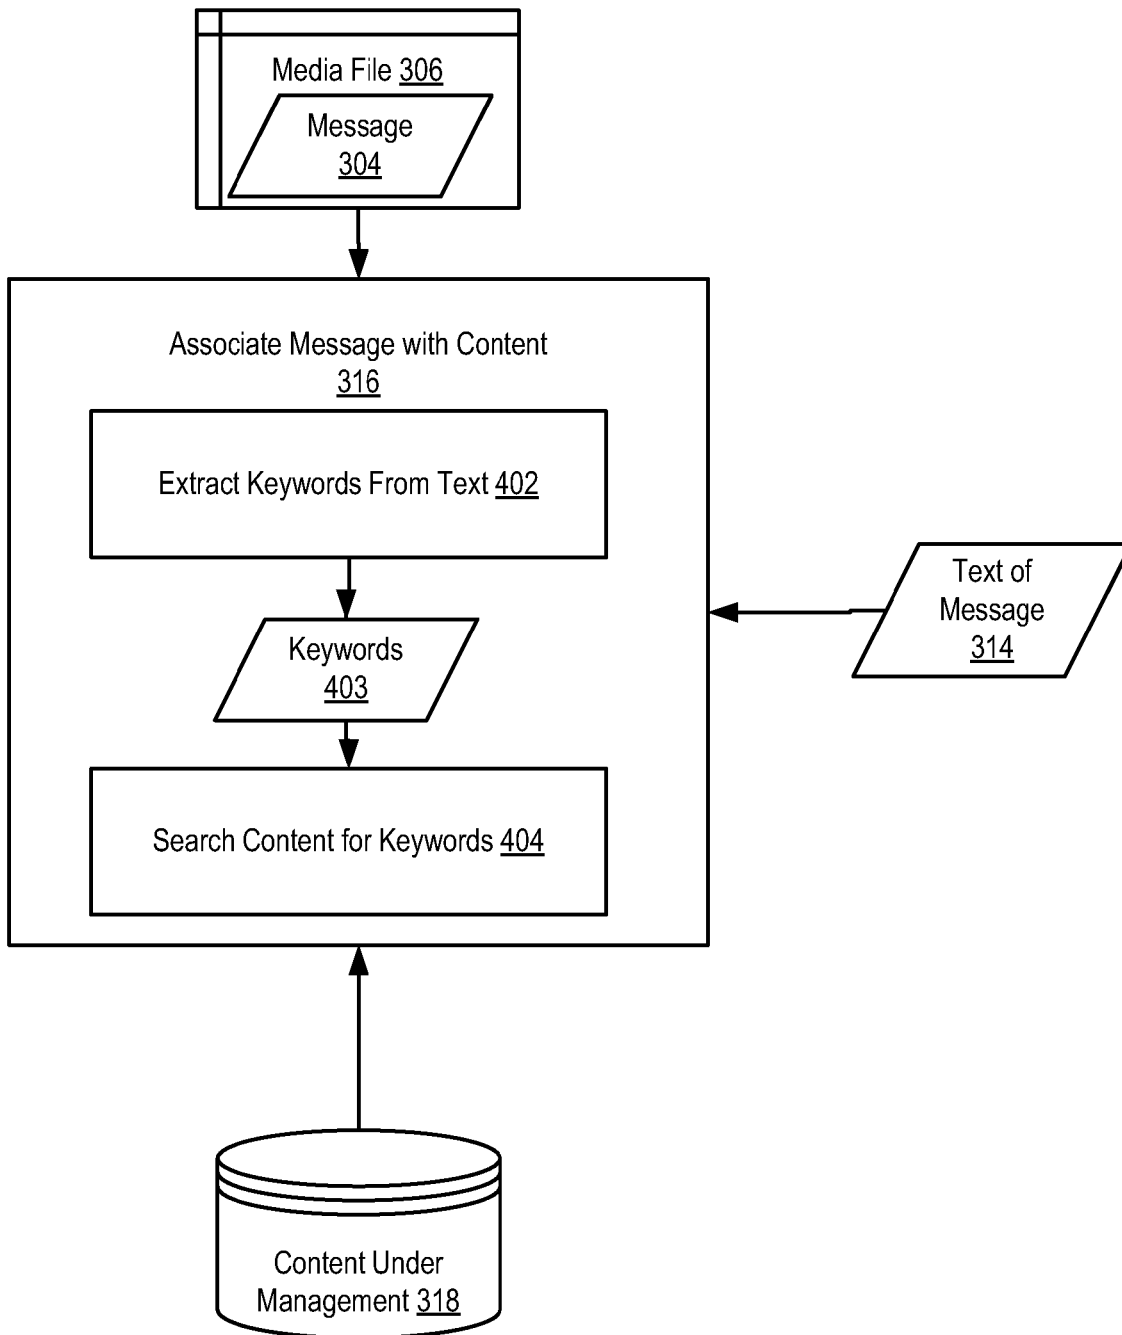 Media File 306
Message
304
Associate Message with Content
316
Extract Keywords From Text 402
Text of
Message
314
Keywords
403
Search Content for Keywords 404
Content Under
Management 318